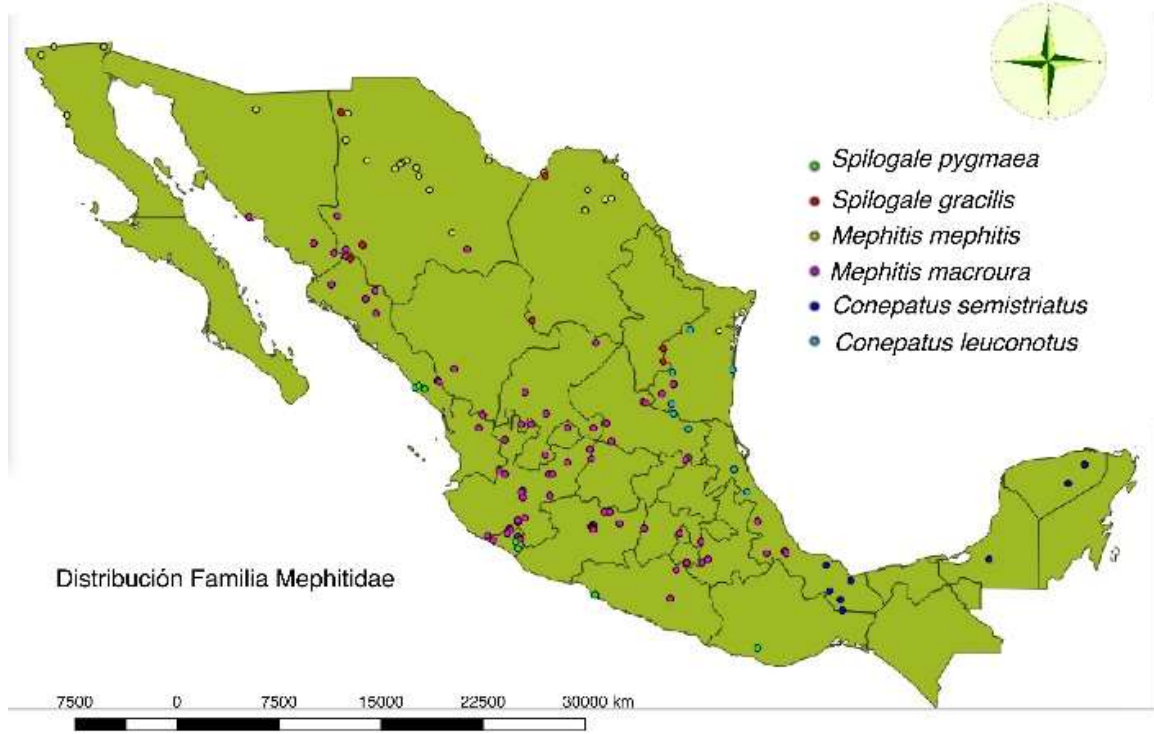 Spilogale pygmaea
Spilogale gracilis
Mephitis mephitis
Mephitis macroura
Conepatus semistriatus
Conepatus leuconotus
Distribución Familia Mephitidae
7500 0 7500 15000 22500 30000 km